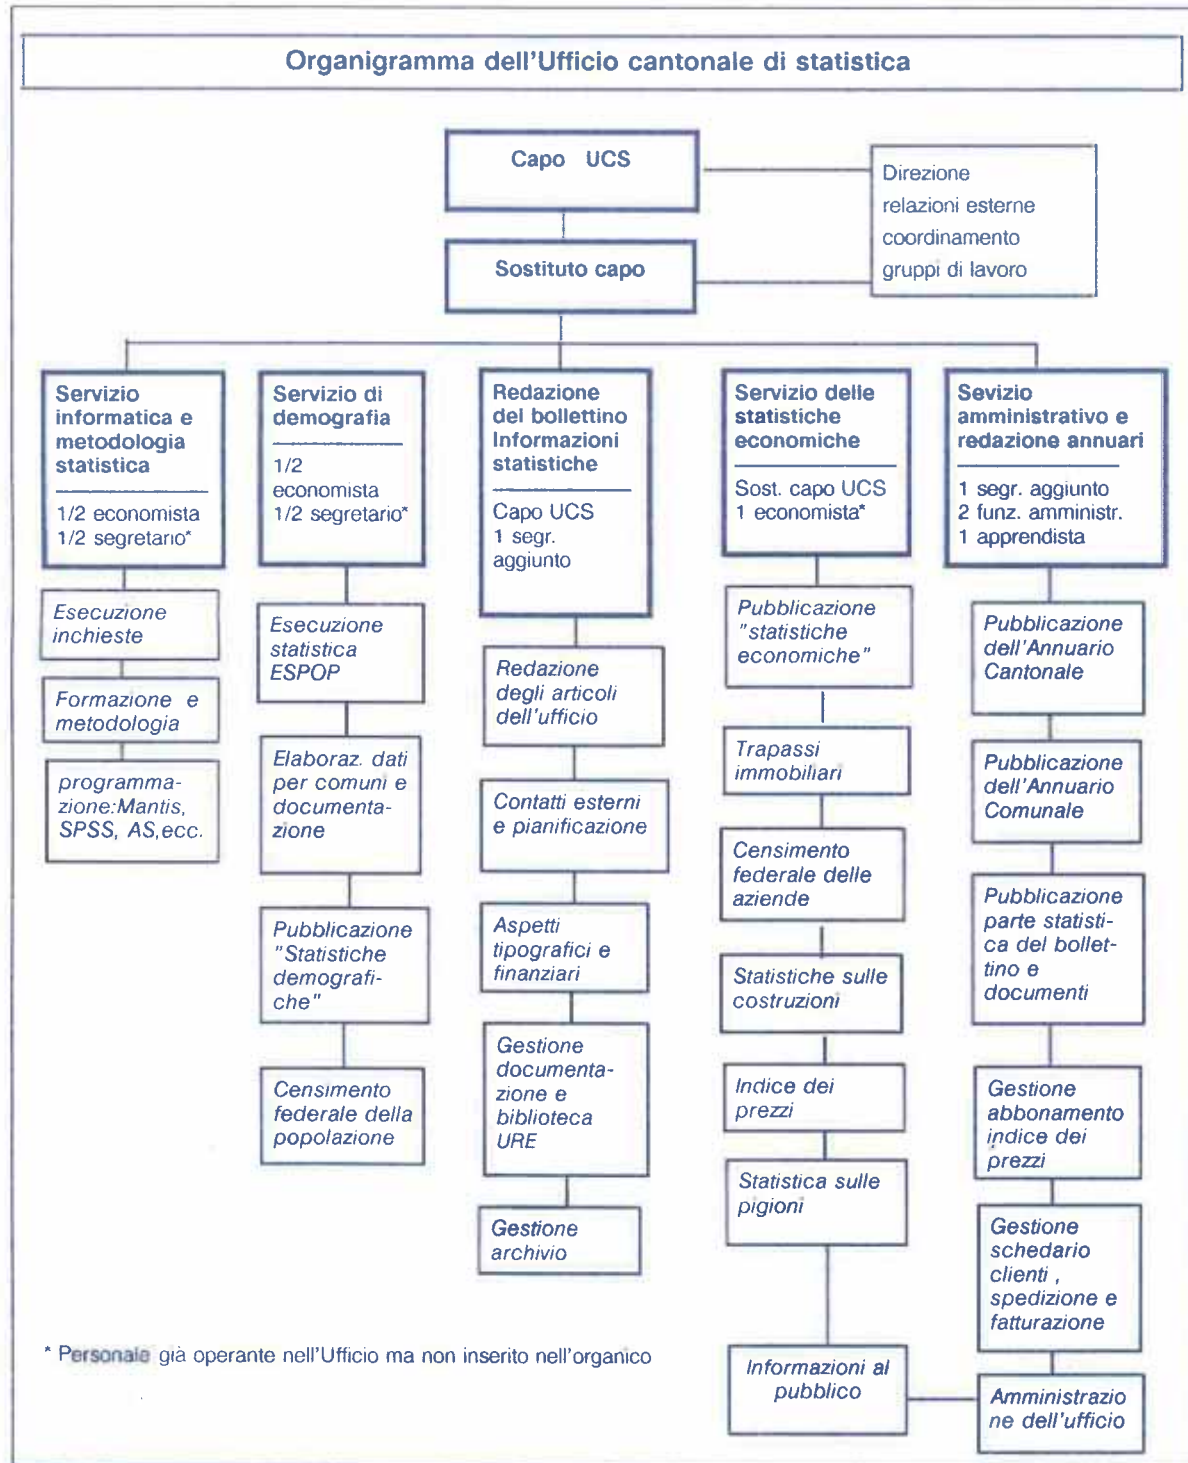 Organigramma dell'Ufficio cantonale di statistica
Capo UCS
Direzione
relazioni esterne
coordinamento
gruppi di lavoro
Sostituto capo
Servizio
informatica e
metodologia
statistica
1/2 economista
1/2 segretario*
Esecuzione
inchieste
Formazione e
metodologia
programma-
zione:Mantis,
SPSS, AS,ecc.
Servizio di
demografia
1/2
economista
1/2 segretario*
Esecuzione
statistica
ESPOP
Elaboraz. dati
per comuni e
documenta-
zione
Pubblicazione
"Statistiche
demografi-
che"
Censimento
federale della
popolazione
Redazione
del bollettino
Informazioni
statistiche
Capo UCS
1 segr.
aggiunto
Redazione
degli articoli
dell'ufficio
Contatti esterni
e pianificazione
Aspetti
tipografici e
finanziari
Gestione
documenta-
zione e
biblioteca
URE
Gestione
archivio
Servizio delle
statistiche
economiche
Sost. capo UCS
1 economista*
Pubblicazione
"statistiche
economiche"
Trapassi
immobiliari
Censimento
federale delle
aziende
Statistiche sulle
costruzioni
Indice dei
prezzi
Statistica sulle
pigioni
Informazioni al
pubblico
Sevizio
amministrativo e
redazione annuari
1 segr. aggiunto
2 funz. amministr.
1 apprendista
Pubblicazione
dell'Annuario
Cantonale
Pubblicazione
dell'Annuario
Comunale
Pubblicazione
parte statisti-
ca del bollet-
tino e
documenti
Gestione
abbonamento
indice dei
prezzi
Gestione
schedario
clienti ,
spedizione e
fatturazione
Amministrazio
ne dell'ufficio
* Personale già operante nell'Ufficio ma non inserito nell'organico